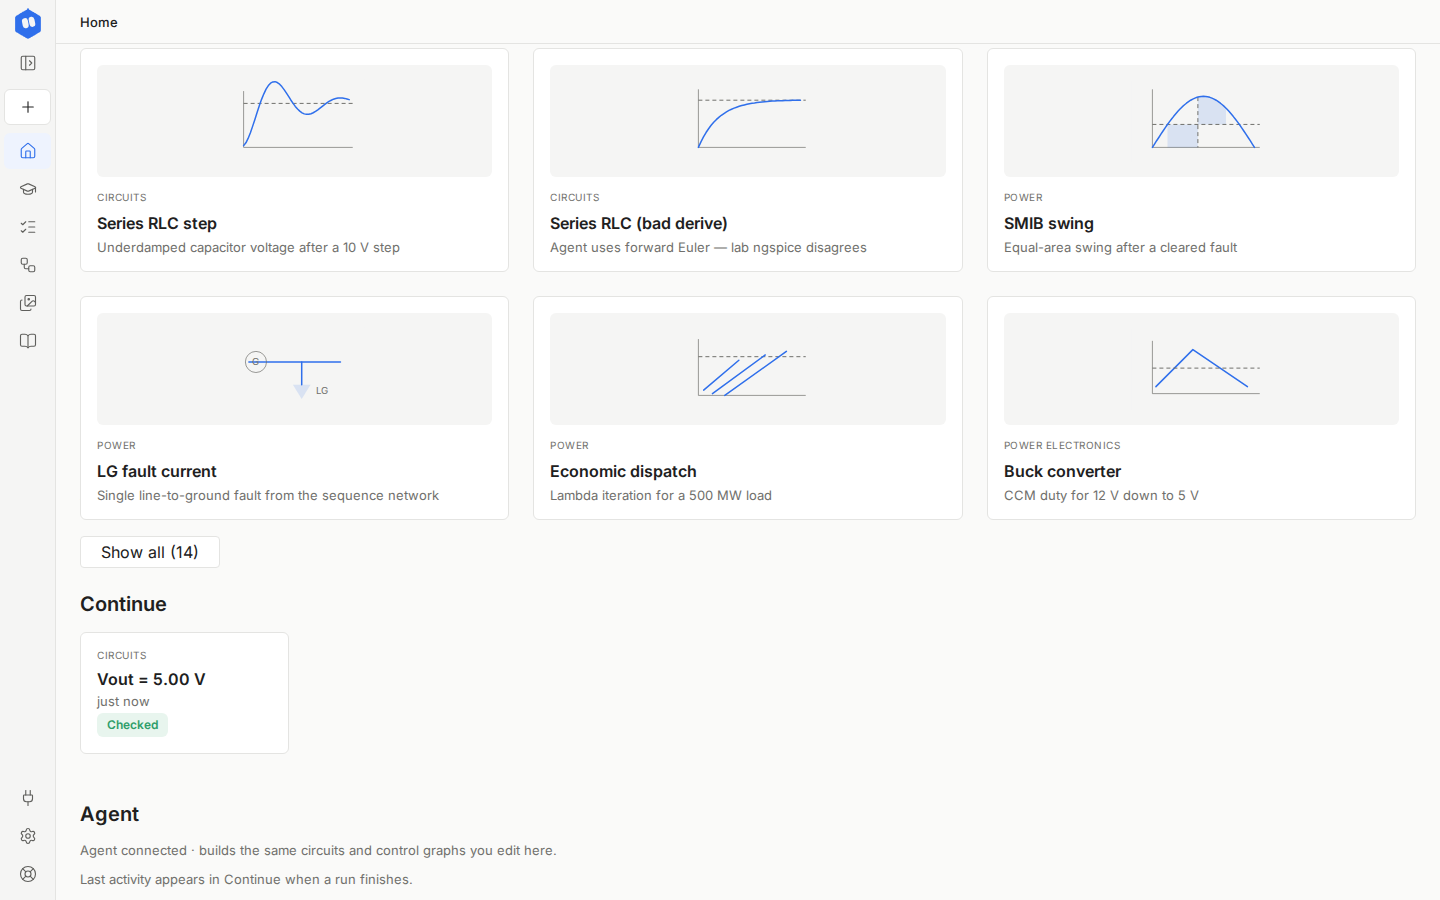 Home
CIRCUITS
Series RLC step
Underdamped capacitor voltage after a 10 V step
CIRCUITS
Series RLC (bad derive)
Agent uses forward Euler — lab ngspice disagrees
POWER
SMIB swing
Equal-area swing after a cleared fault
G
LG
POWER
LG fault current
Single line-to-ground fault from the sequence network
POWER
Economic dispatch
Lambda iteration for a 500 MW load
POWER ELECTRONICS
Buck converter
CCM duty for 12 V down to 5 V
Show all (14)
Continue
CIRCUITS
Vout = 5.00 V
just now
Checked
Agent
Agent connected · builds the same circuits and control graphs you edit here.
Last activity appears in Continue when a run finishes.